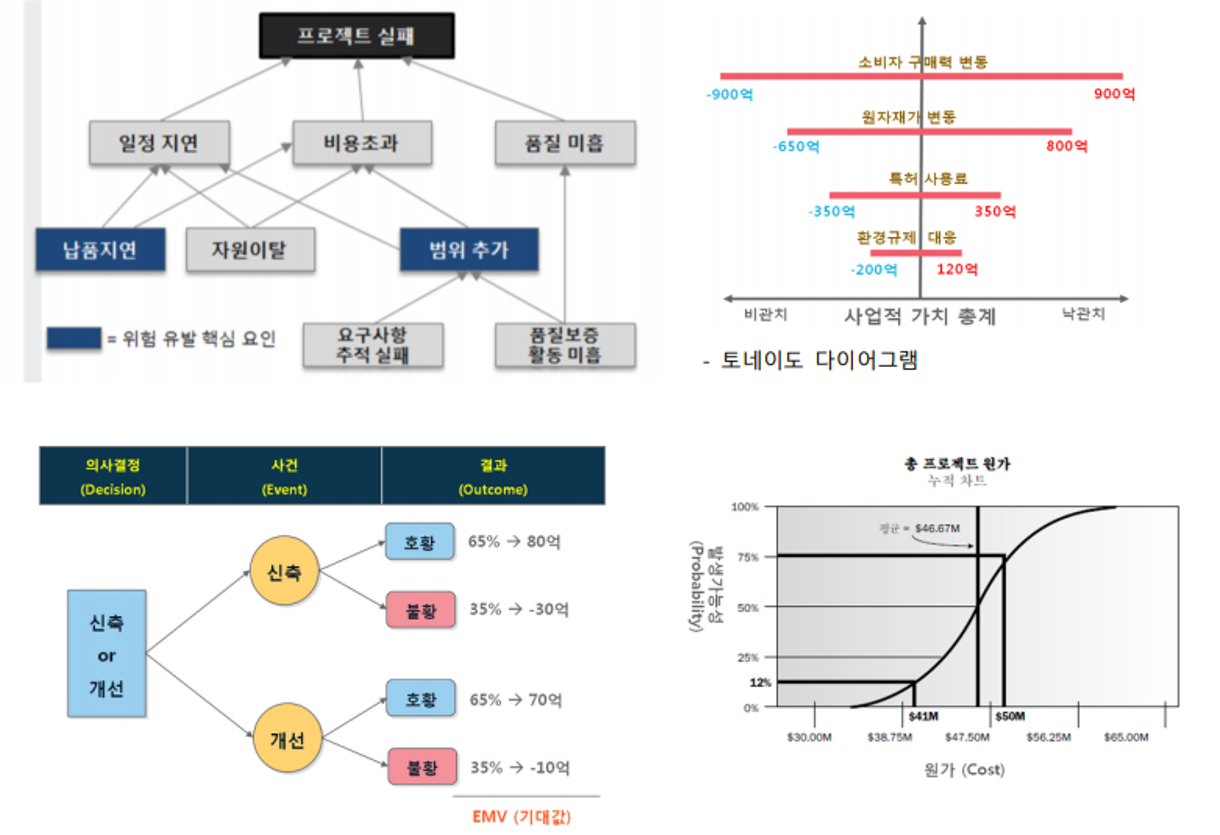 프로젝트 실패
일정 지연
비용초과
품질 미흡
납품지연
자원이탈
범위 추가
= 위험 유발 핵심 요인
요구사항
추적 실패
품질보증
활동 미흡
소비자 구매력 변동
-900억
900억
원자재가 변동
-650억
800억
특허 사용료
-350억
350억
환경규제 대응
-200억
120억
비관치
사업적 가치 총계
낙관치
- 토네이도 다이어그램
의사결정
(Decision)
사건
(Event)
결과
(Outcome)
신축
or
개선
신축
호황
65% → 80억
불황
35% → -30억
개선
호황
65% → 70억
불황
35% → -10억
EMV (기대값)
총 프로젝트 원가
누적 차트
발생가능성
(Probability)
100%
75%
50%
25%
12%
0%
평균 = $46.67M
$41M
$50M
$30.00M
$38.75M
$47.50M
$56.25M
$65.00M
원가 (Cost)